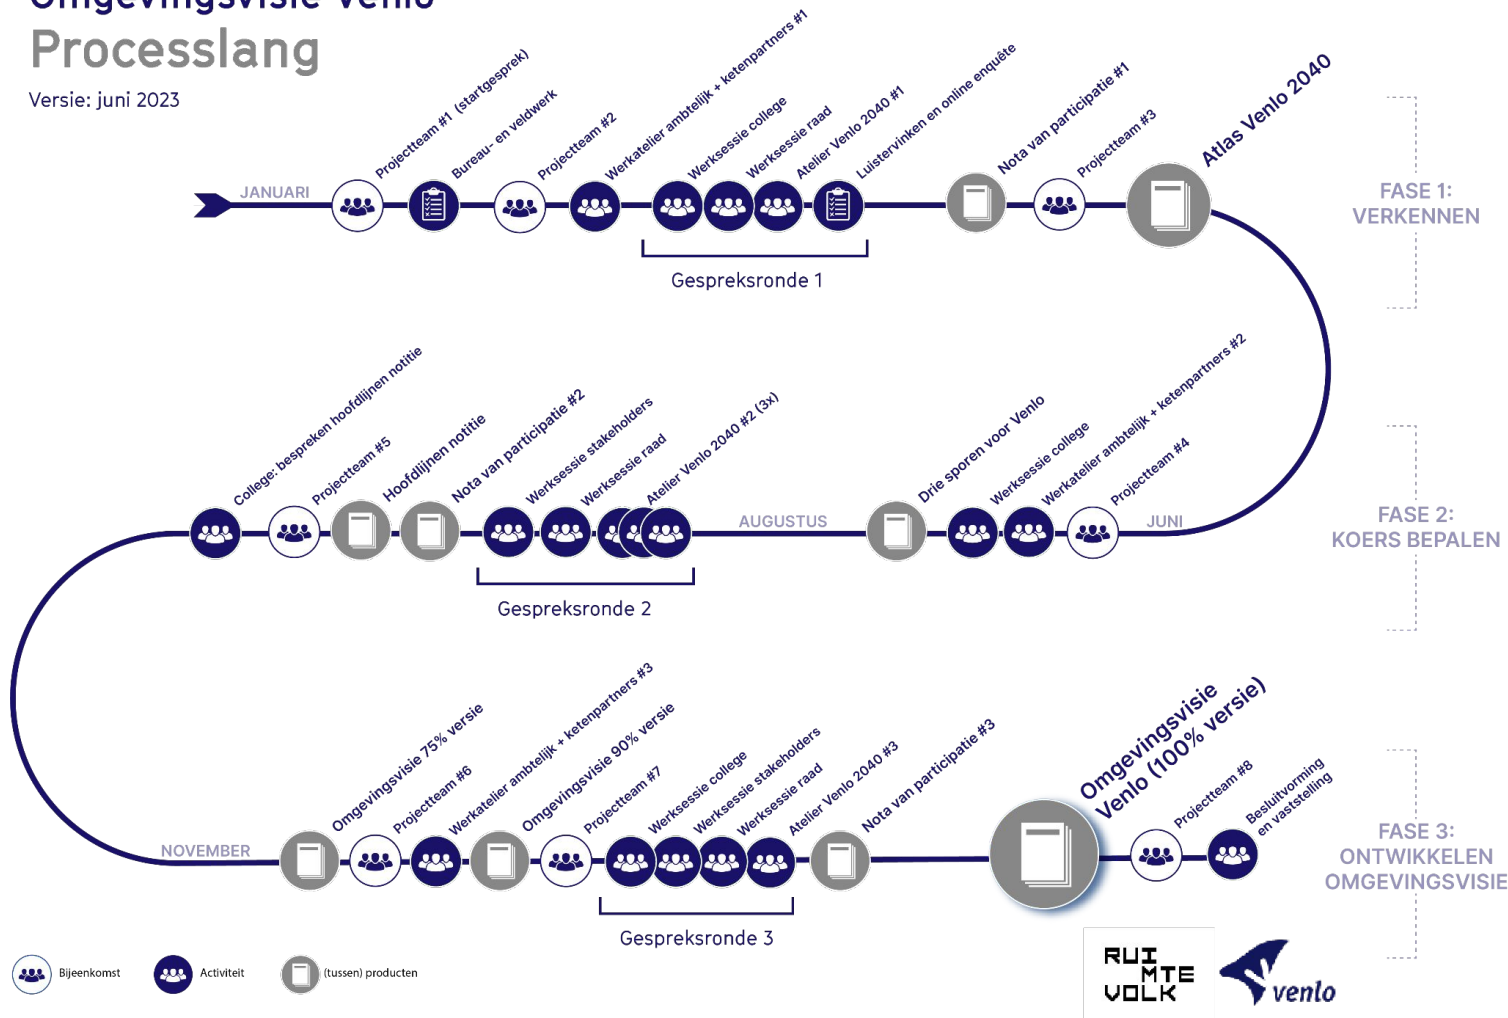 Omgevingsvisie Venlo
Processlang
Versie: juni 2023
JANUARI
Projectteam #1 (startgesprek)
Bureau- en veldwerk
Projectteam #2
Werkatelier ambtelijk + ketenpartners #1
Werksessie college
Werksessie raad
Atelier Venlo 2040 #1
Luistervinken en online enquête
Nota van participatie #1
Projectteam #3
Atlas Venlo 2040
Gespreksronde 1
FASE 1:
VERKENNEN
College: bespreken hoofdlijnen notitie
Projectteam #5
Hoofdlijnen notitie
Nota van participatie #2
Werksessie stakeholders
Werksessie raad
Atelier Venlo 2040 #2 (3x)
AUGUSTUS
Drie sporen voor Venlo
Werksessie college
Werkatelier ambtelijk + ketenpartners #2
Projectteam #4
JUNI
Gespreksronde 2
FASE 2:
KOERS BEPALEN
NOVEMBER
Omgevingsvisie 75% versie
Projectteam #6
Werkatelier ambtelijk + ketenpartners #3
Omgevingsvisie 90% versie
Projectteam #7
Werksessie college
Werksessie stakeholders
Werksessie raad
Atelier Venlo 2040 #3
Nota van participatie #3
Omgevingsvisie
Venlo (100% versie)
Projectteam #8
Besluitvorming
en vaststelling
Gespreksronde 3
FASE 3:
ONTWIKKELEN
OMGEVINGSVISIE
Bijeenkomst
Activiteit
(tussen) producten
RUI
MTE
VOLK
venlo